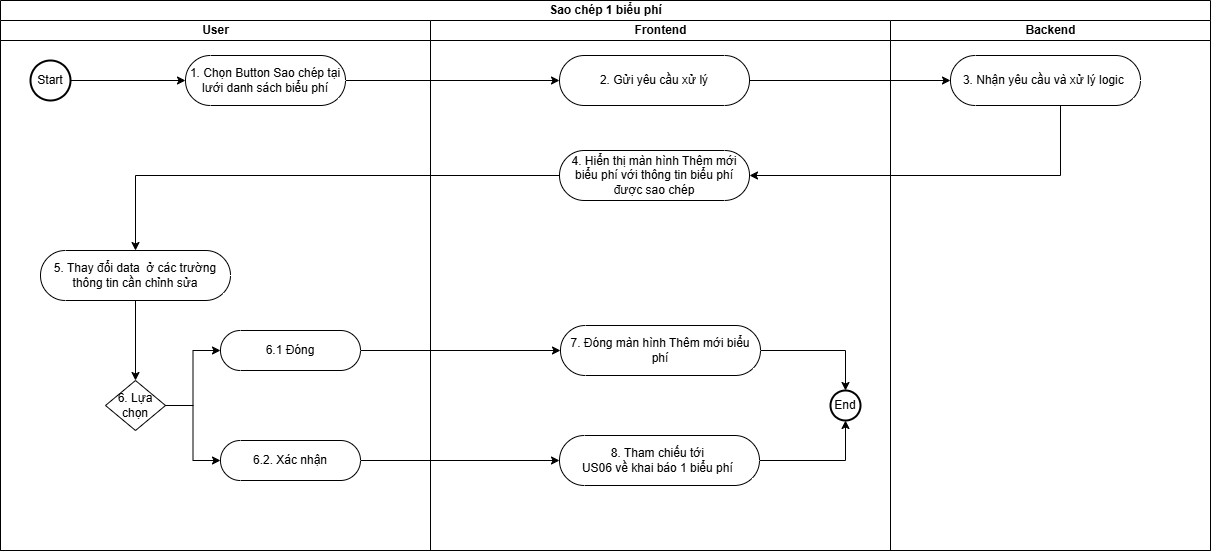 Sao chép 1 biểu phí
User
Frontend
Backend
Start
1. Chọn Button Sao chép tại
lưới danh sách biểu phí
2. Gửi yêu cầu xử lý
3. Nhận yêu cầu và xử lý logic
4. Hiển thị màn hình Thêm mới
biểu phí với thông tin biểu phí
được sao chép
5. Thay đổi data ở các trường
thông tin cần chỉnh sửa
6.1 Đóng
7. Đóng màn hình Thêm mới biểu
phí
6. Lựa
chọn
End
6.2. Xác nhận
8. Tham chiếu tới
US06 về khai báo 1 biểu phí